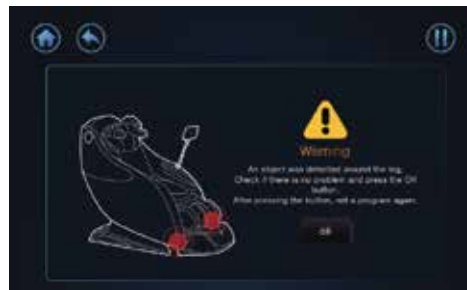 Warning
An object was detected around the leg.
Check if there is no problem and press the OK
button.
After pressing the button, set a program again.
OK